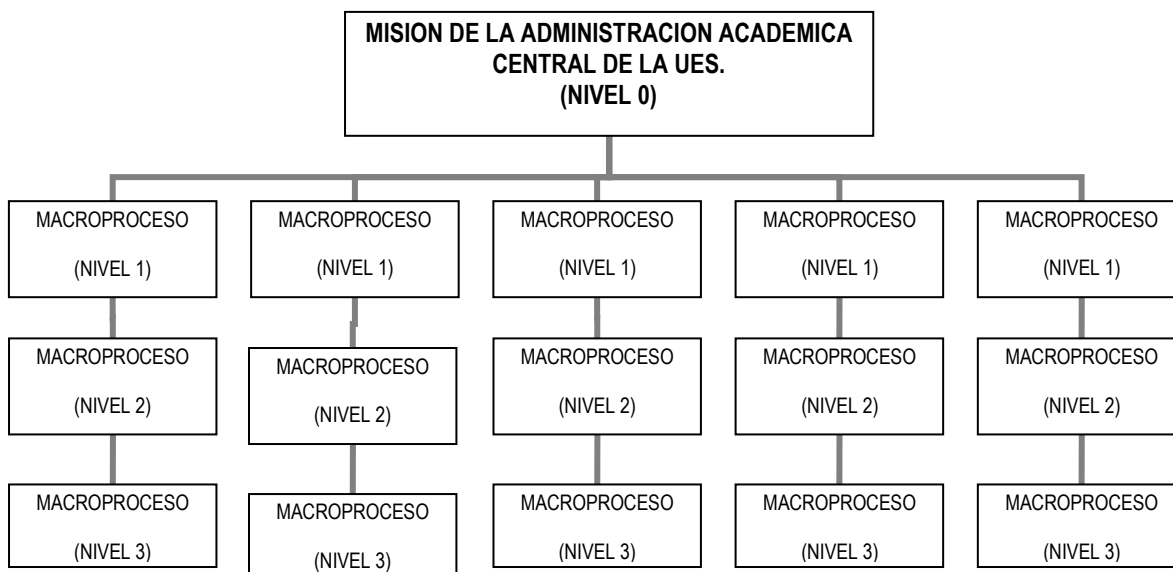 MISION DE LA ADMINISTRACION ACADEMICA
CENTRAL DE LA UES.
(NIVEL 0)
MACROPROCESO
(NIVEL 1)
MACROPROCESO
(NIVEL 1)
MACROPROCESO
(NIVEL 1)
MACROPROCESO
(NIVEL 1)
MACROPROCESO
(NIVEL 1)
MACROPROCESO
(NIVEL 2)
MACROPROCESO
(NIVEL 2)
MACROPROCESO
(NIVEL 2)
MACROPROCESO
(NIVEL 2)
MACROPROCESO
(NIVEL 2)
MACROPROCESO
(NIVEL 3)
MACROPROCESO
(NIVEL 3)
MACROPROCESO
(NIVEL 3)
MACROPROCESO
(NIVEL 3)
MACROPROCESO
(NIVEL 3)